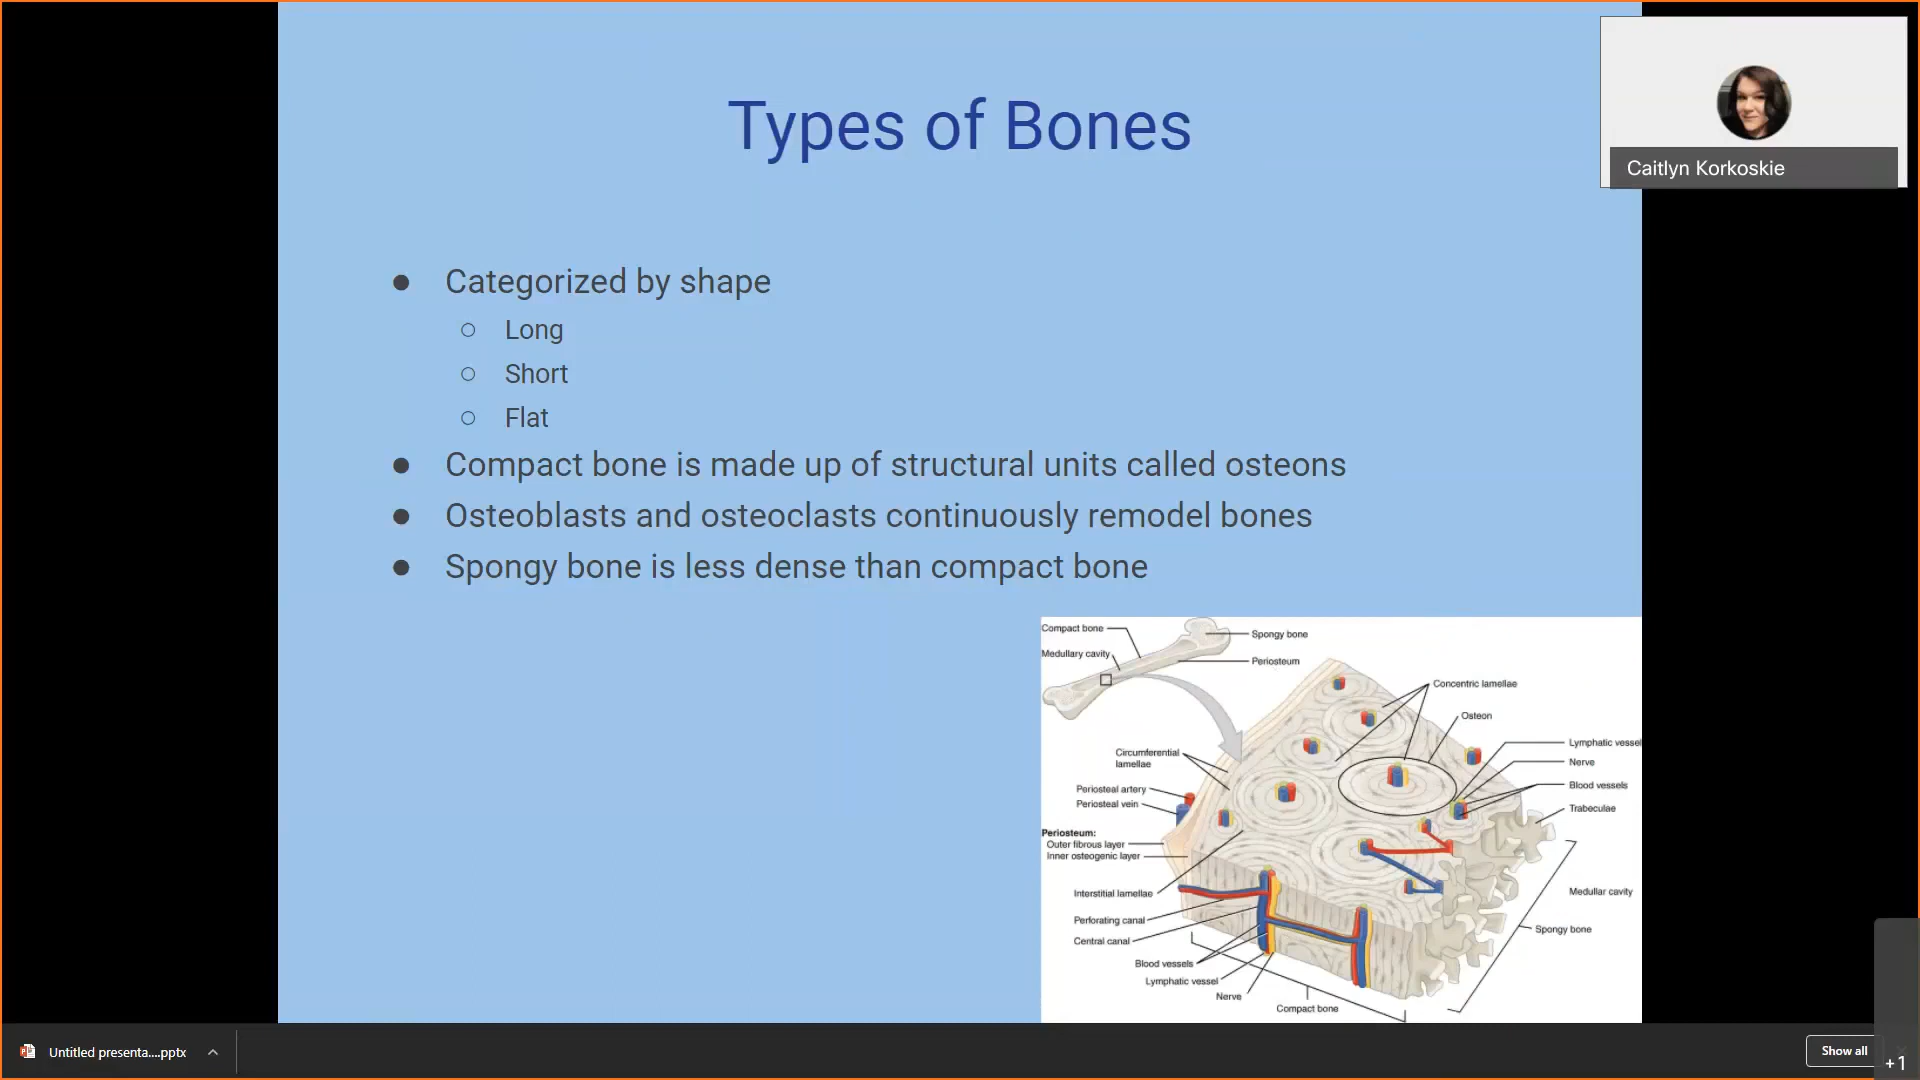 Types of Bones
Caitlyn Korkoskie
● Categorized by shape
○ Long
○ Short
○ Flat
● Compact bone is made up of structural units called osteons
● Osteoblasts and osteoclasts continuously remodel bones
● Spongy bone is less dense than compact bone
Compact bone
Spongy bone
Medullary cavity
Periosteum
Concentric lamellae
Osteon
Lymphatic vessel
Nerve
Blood vessels
Trabeculae
Circumferential
lamellae
Periosteal artery
Periosteal vein
Periosteum:
Outer fibrous layer
Inner osteogenic layer
Interstitial lamellae
Perforating canal
Central canal
Blood vessels
Lymphatic vessel
Nerve
Compact bone
Medullar cavity
Spongy bone
Untitled presenta....pptx
Show all
+1